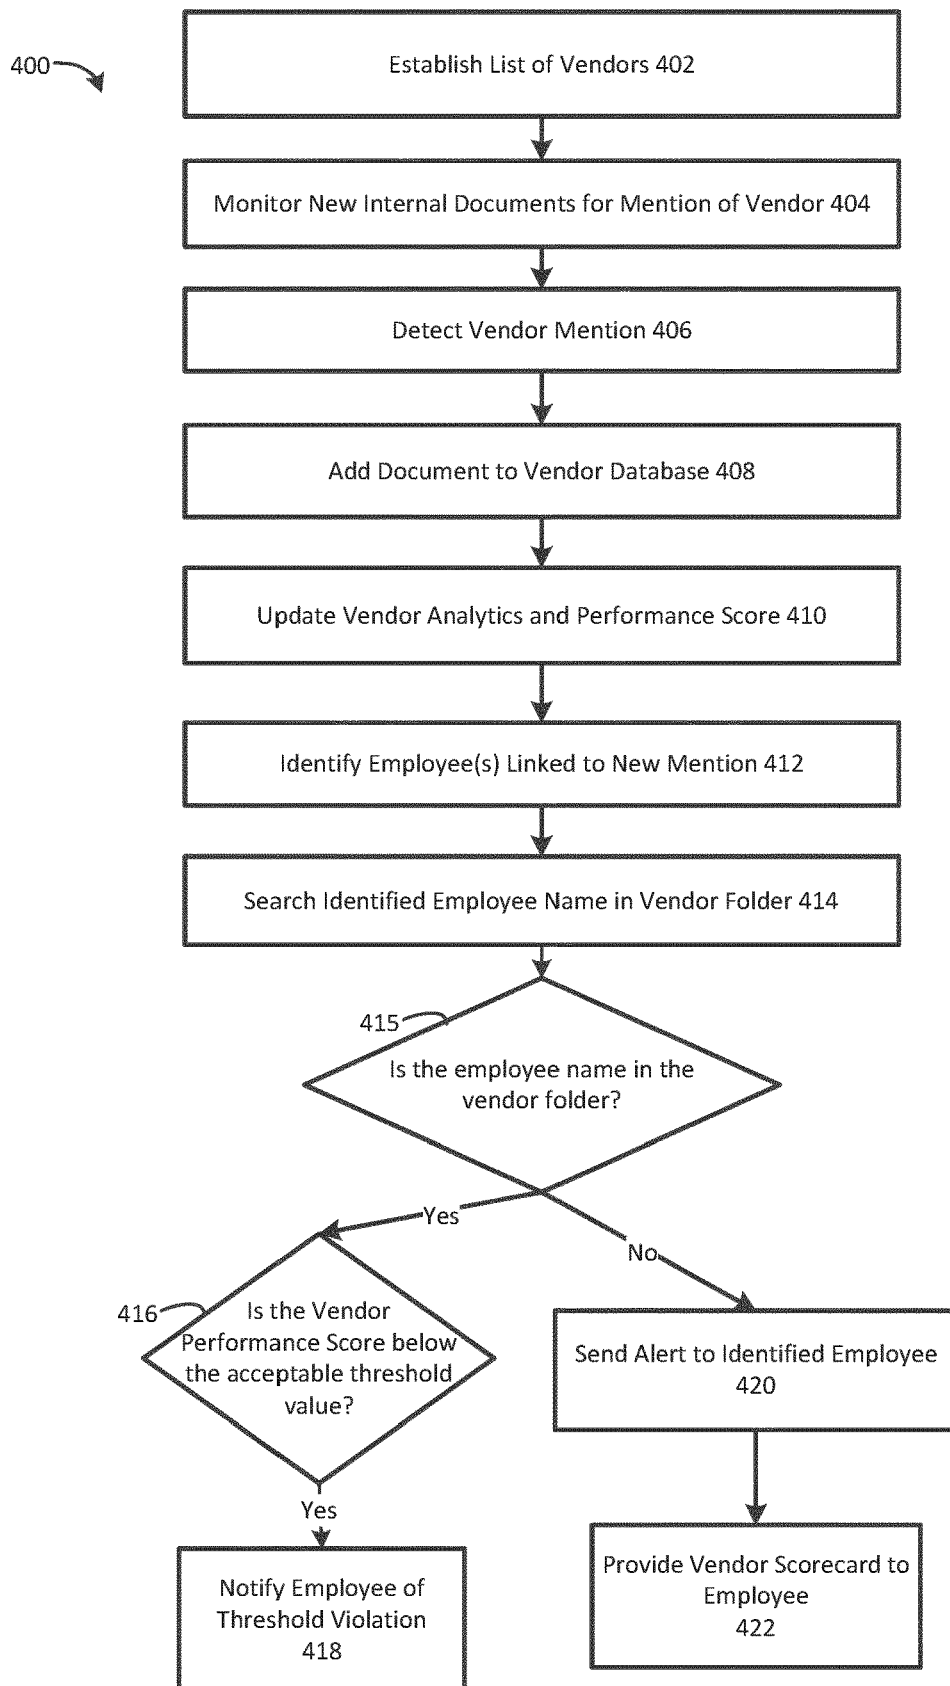 400
Establish List of Vendors 402
Monitor New Internal Documents for Mention of Vendor 404
Detect Vendor Mention 406
Add Document to Vendor Database 408
Update Vendor Analytics and Performance Score 410
Identify Employee(s) Linked to New Mention 412
Search Identified Employee Name in Vendor Folder 414
415
Is the employee name in the
vendor folder?
Yes
No
416
Is the Vendor
Performance Score below
the acceptable threshold
value?
Send Alert to Identified Employee
420
Yes
Notify Employee of
Threshold Violation
418
Provide Vendor Scorecard to
Employee
422